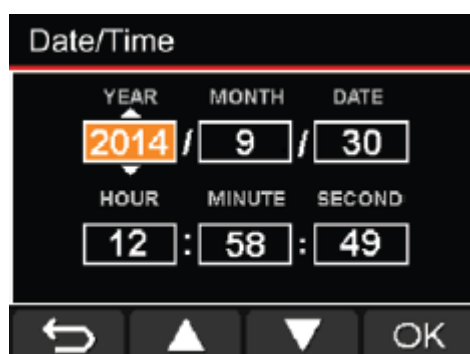 Date/Time
YEAR MONTH DATE
2014 / 9 / 30
HOUR MINUTE SECOND
12 : 58 : 49
OK